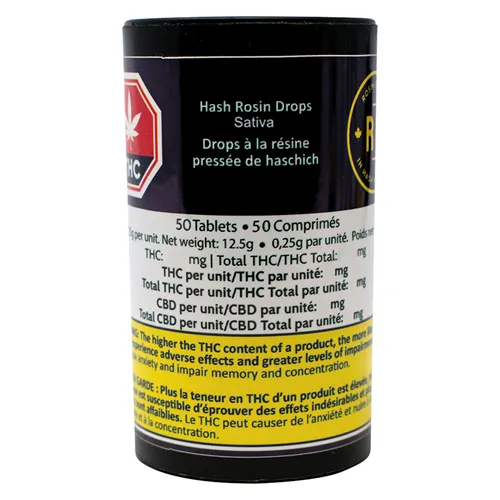 Hash Rosin Drops
Sativa
Drops à la résine
pressée de haschich
THC
R
50 Tablets • 50 Comprimés
per unit. Net weight: 12.5g • 0,25g par unité. Poids
THC: mg | Total THC/THC Total: mg
THC per unit/THC par unité: mg
Total THC per unit/THC Total par unité: mg
CBD per unit/CBD par unité: mg
Total CBD per unit/CBD Total par unité: mg
The higher the THC content of a product, the more
adverse effects and greater levels of
anxiety and impair memory and concentration.
GARDE : Plus la teneur en THC d'un produit est élevée,
est susceptible d'éprouver des effets indésirables et
affaiblies. Le THC peut causer de l'anxiété et
et à la concentration.